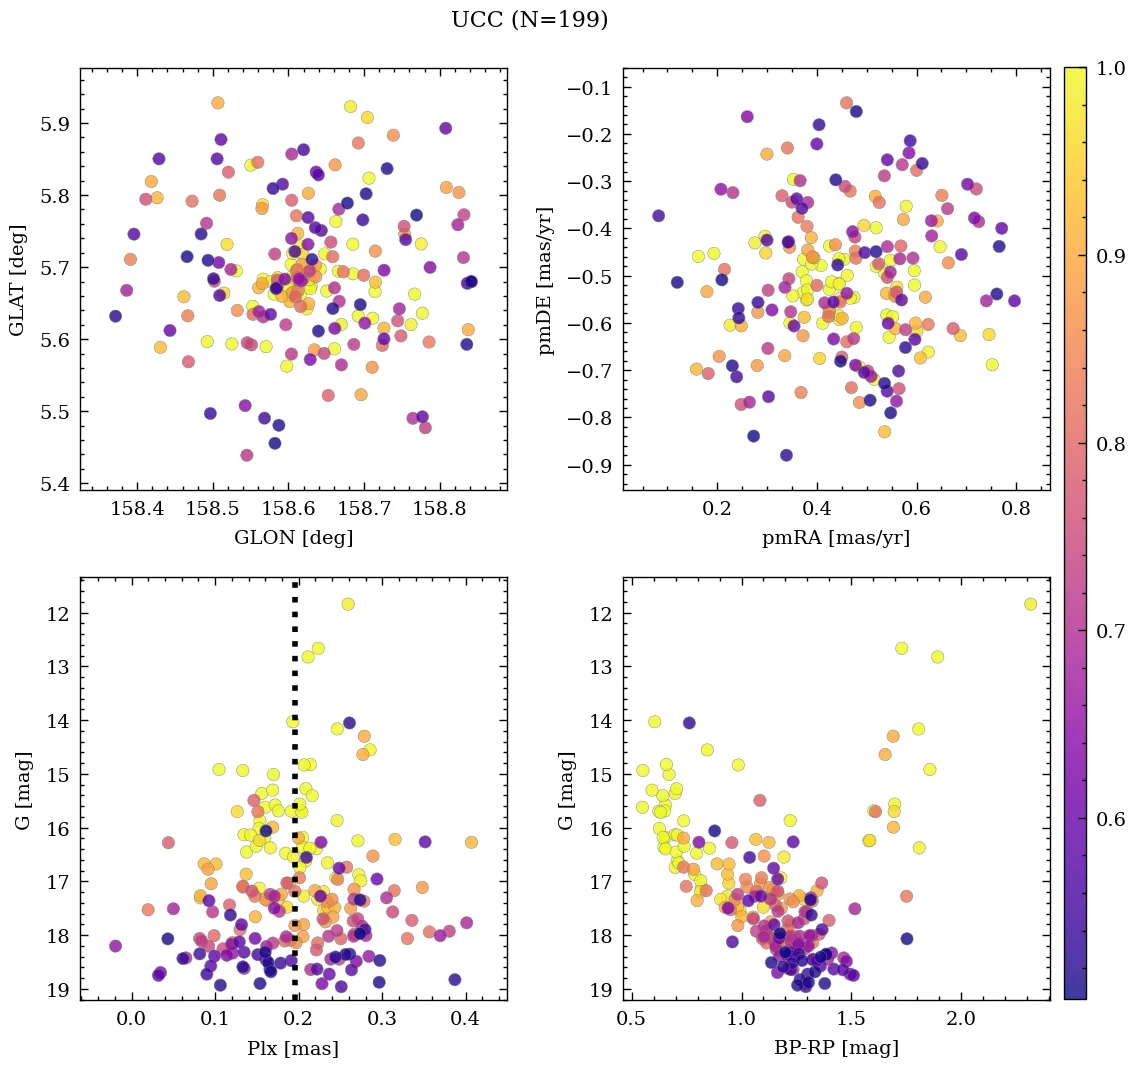 UCC (N=199)
5.9
5.8
5.7
5.6
5.5
5.4
GLAT [deg]
158.4 158.5 158.6 158.7 158.8
GLON [deg]
−0.1
−0.2
−0.3
−0.4
−0.5
−0.6
−0.7
−0.8
−0.9
pmDE [mas/yr]
0.2 0.4 0.6 0.8
pmRA [mas/yr]
1.0
0.9
0.8
0.7
0.6
12
13
14
15
16
17
18
19
G [mag]
0.0 0.1 0.2 0.3 0.4
Plx [mas]
12
13
14
15
16
17
18
19
G [mag]
0.5 1.0 1.5 2.0
BP-RP [mag]